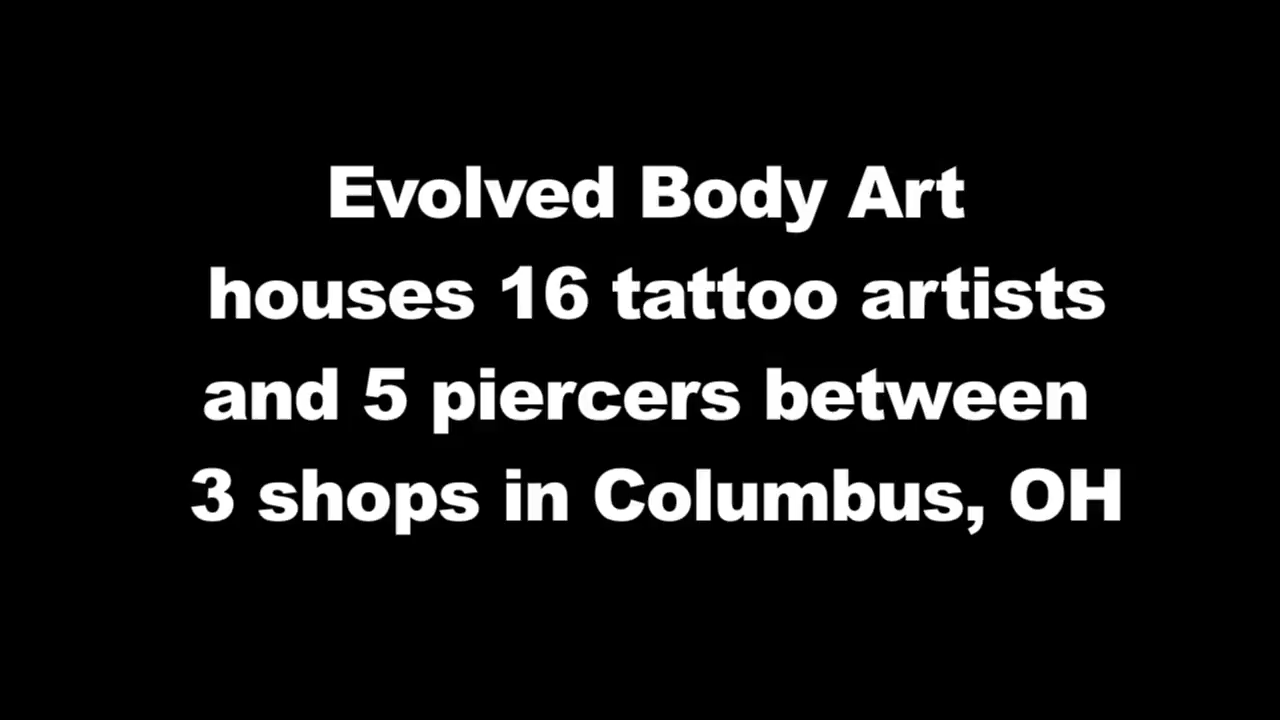 Evolved Body Art
houses 16 tattoo artists
and 5 piercers between
3 shops in Columbus, OH